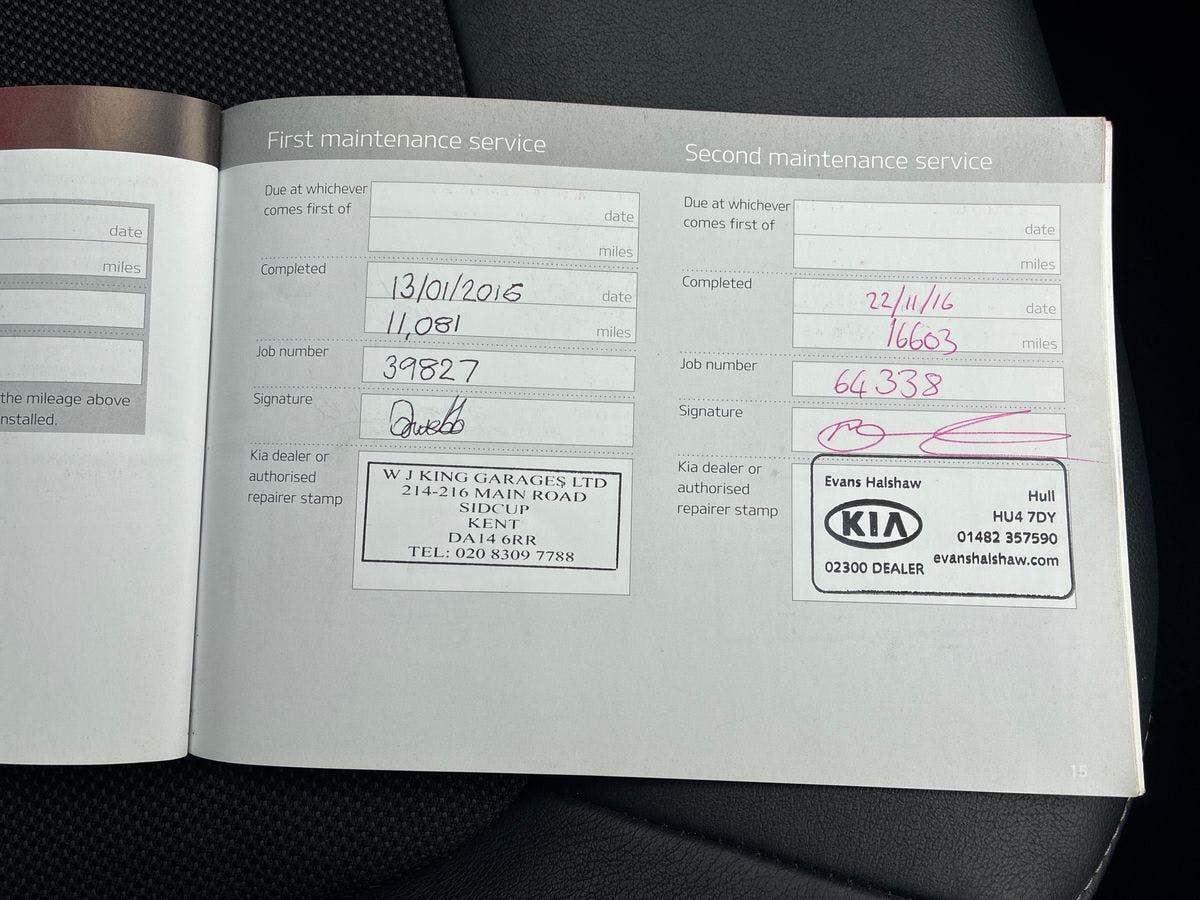 First maintenance service
Due at whichever
comes first of
date
miles
Completed
13/01/2016
date
11,081
miles
Job number
39827
Signature
Kia dealer or
authorised
repairer stamp
W J KING GARAGES LTD
214-216 MAIN ROAD
SIDCUP
KENT
DA14 6RR
TEL: 020 8309 7788
Second maintenance service
Due at whichever
comes first of
date
miles
Completed
22/11/16
date
16603
miles
Job number
64338
Signature
Kia dealer or
authorised
repairer stamp
Evans Halshaw
KIA
02300 DEALER
Hull
HU4 7DY
01482 357590
evanshalshaw.com
date
miles
the mileage above
nstalled.
15